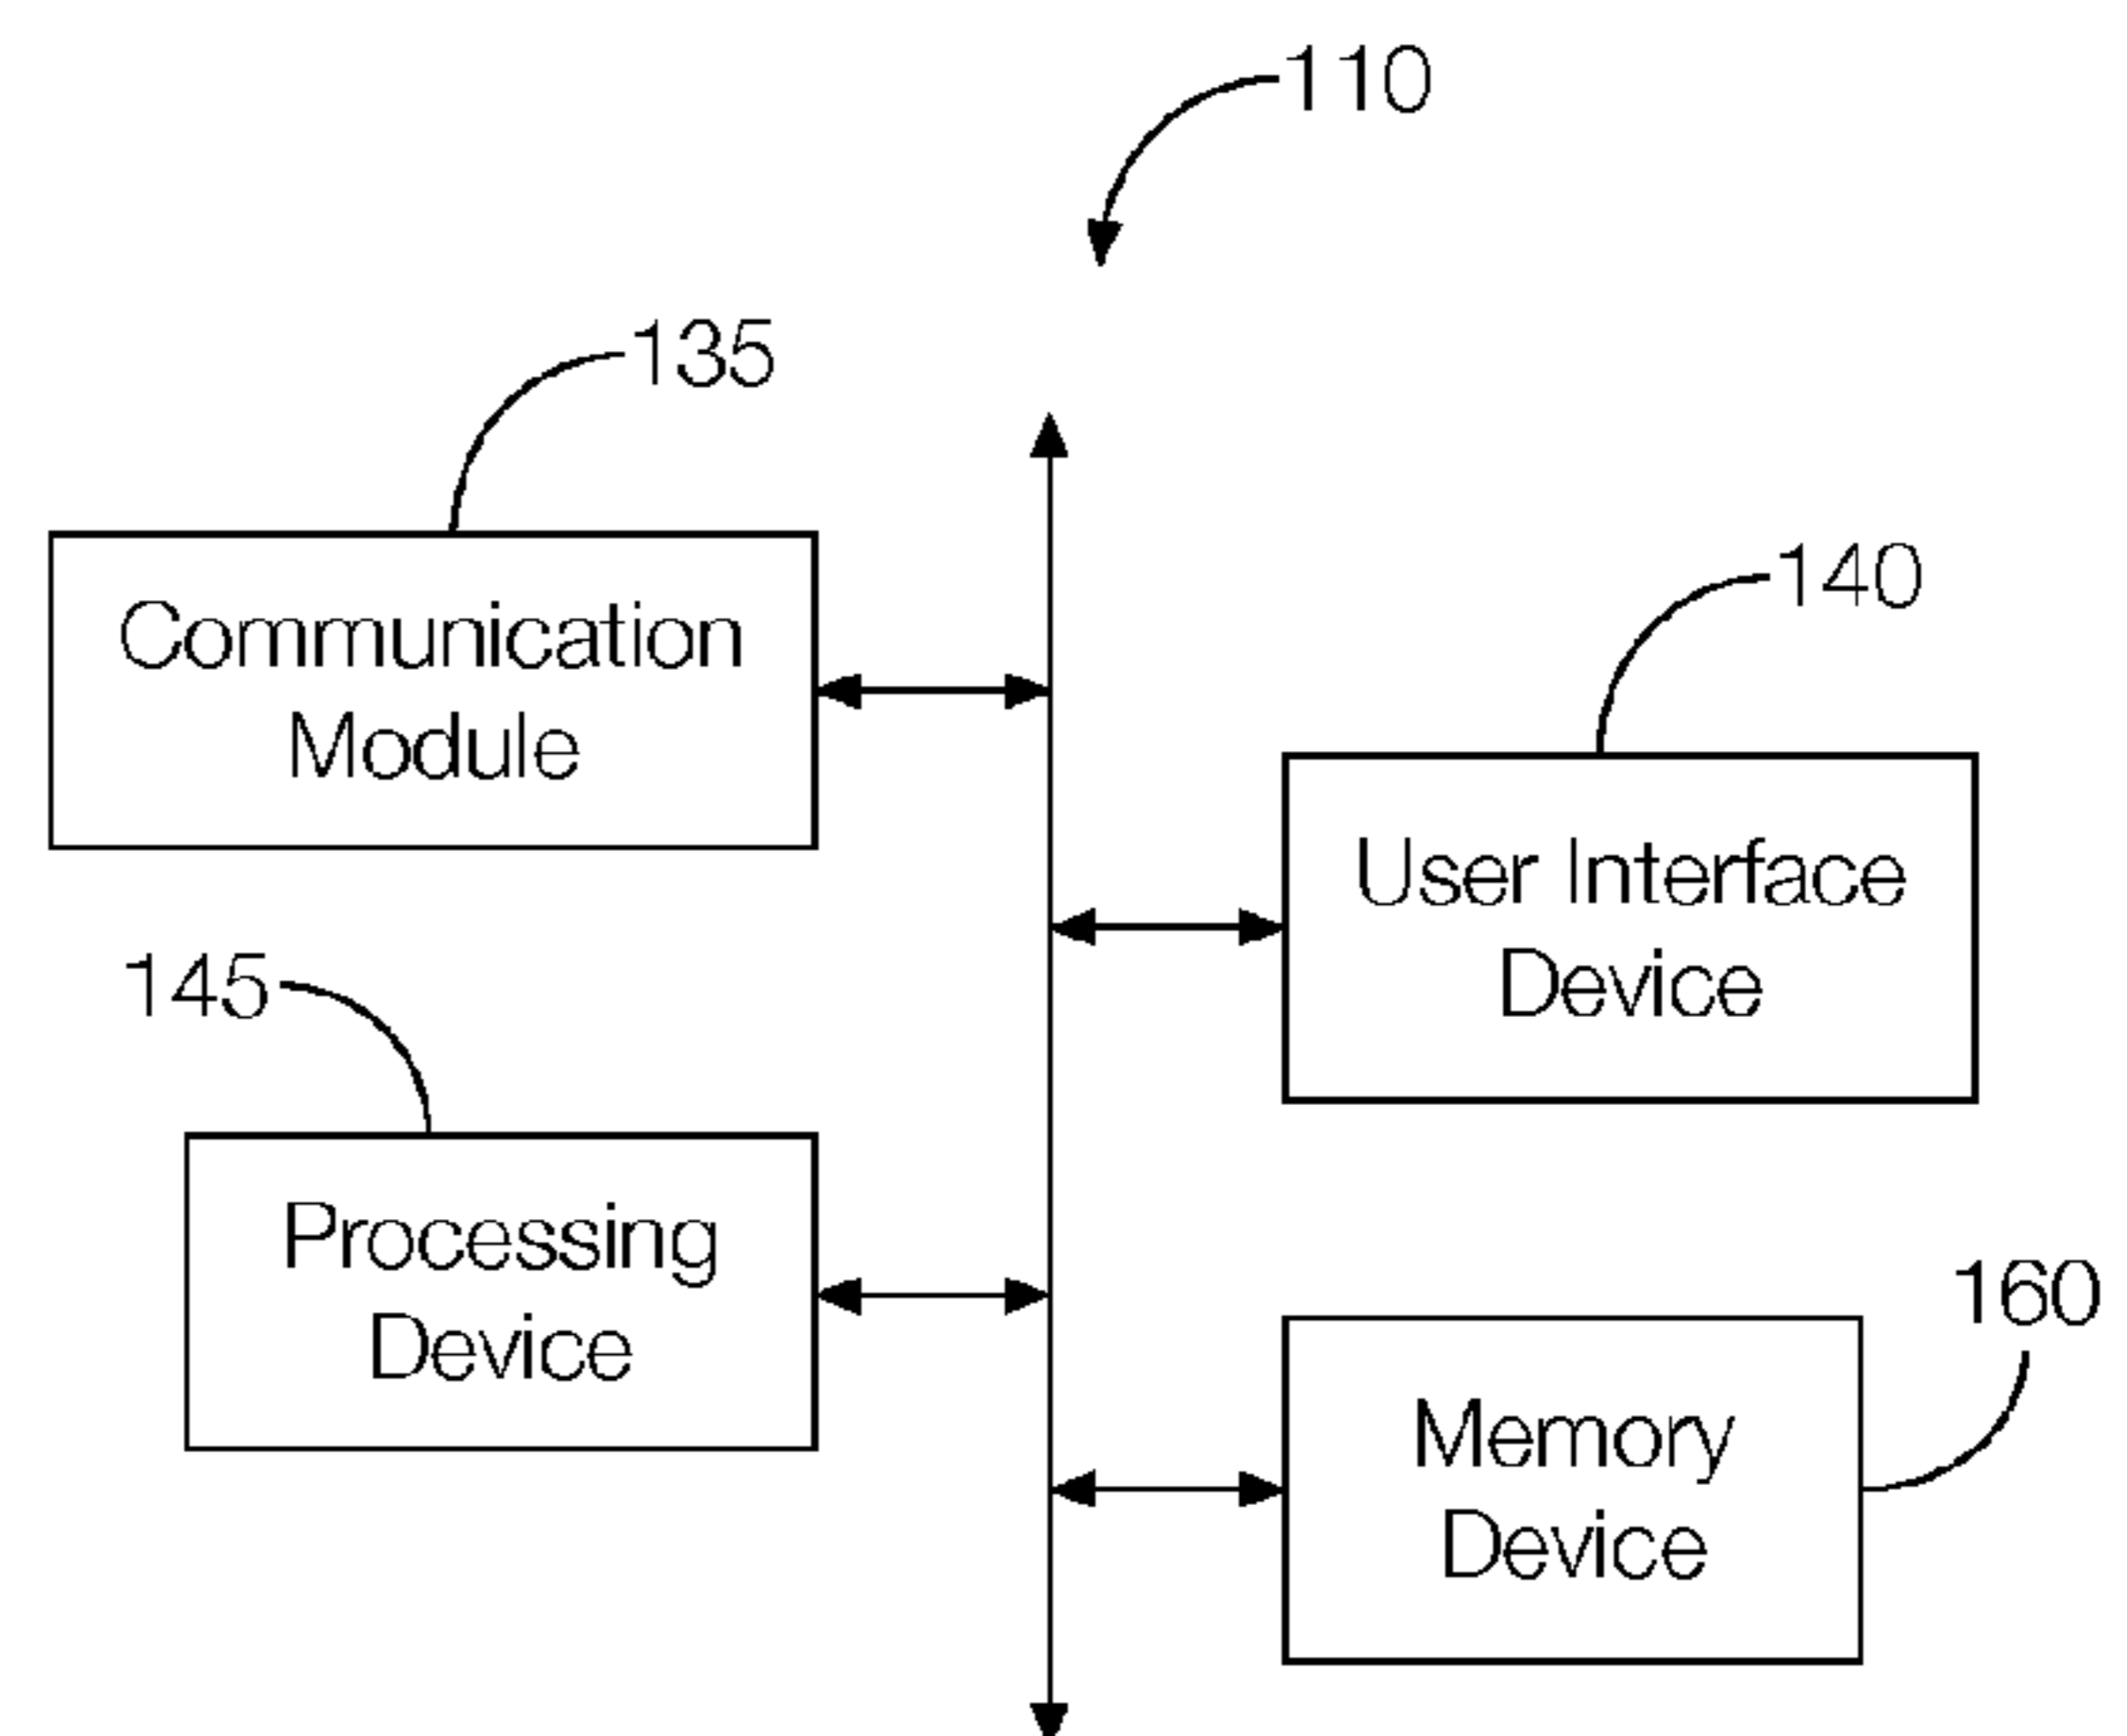 110
135
Communication
Module
140
User Interface
Device
145
Processing
Device
160
Memory
Device